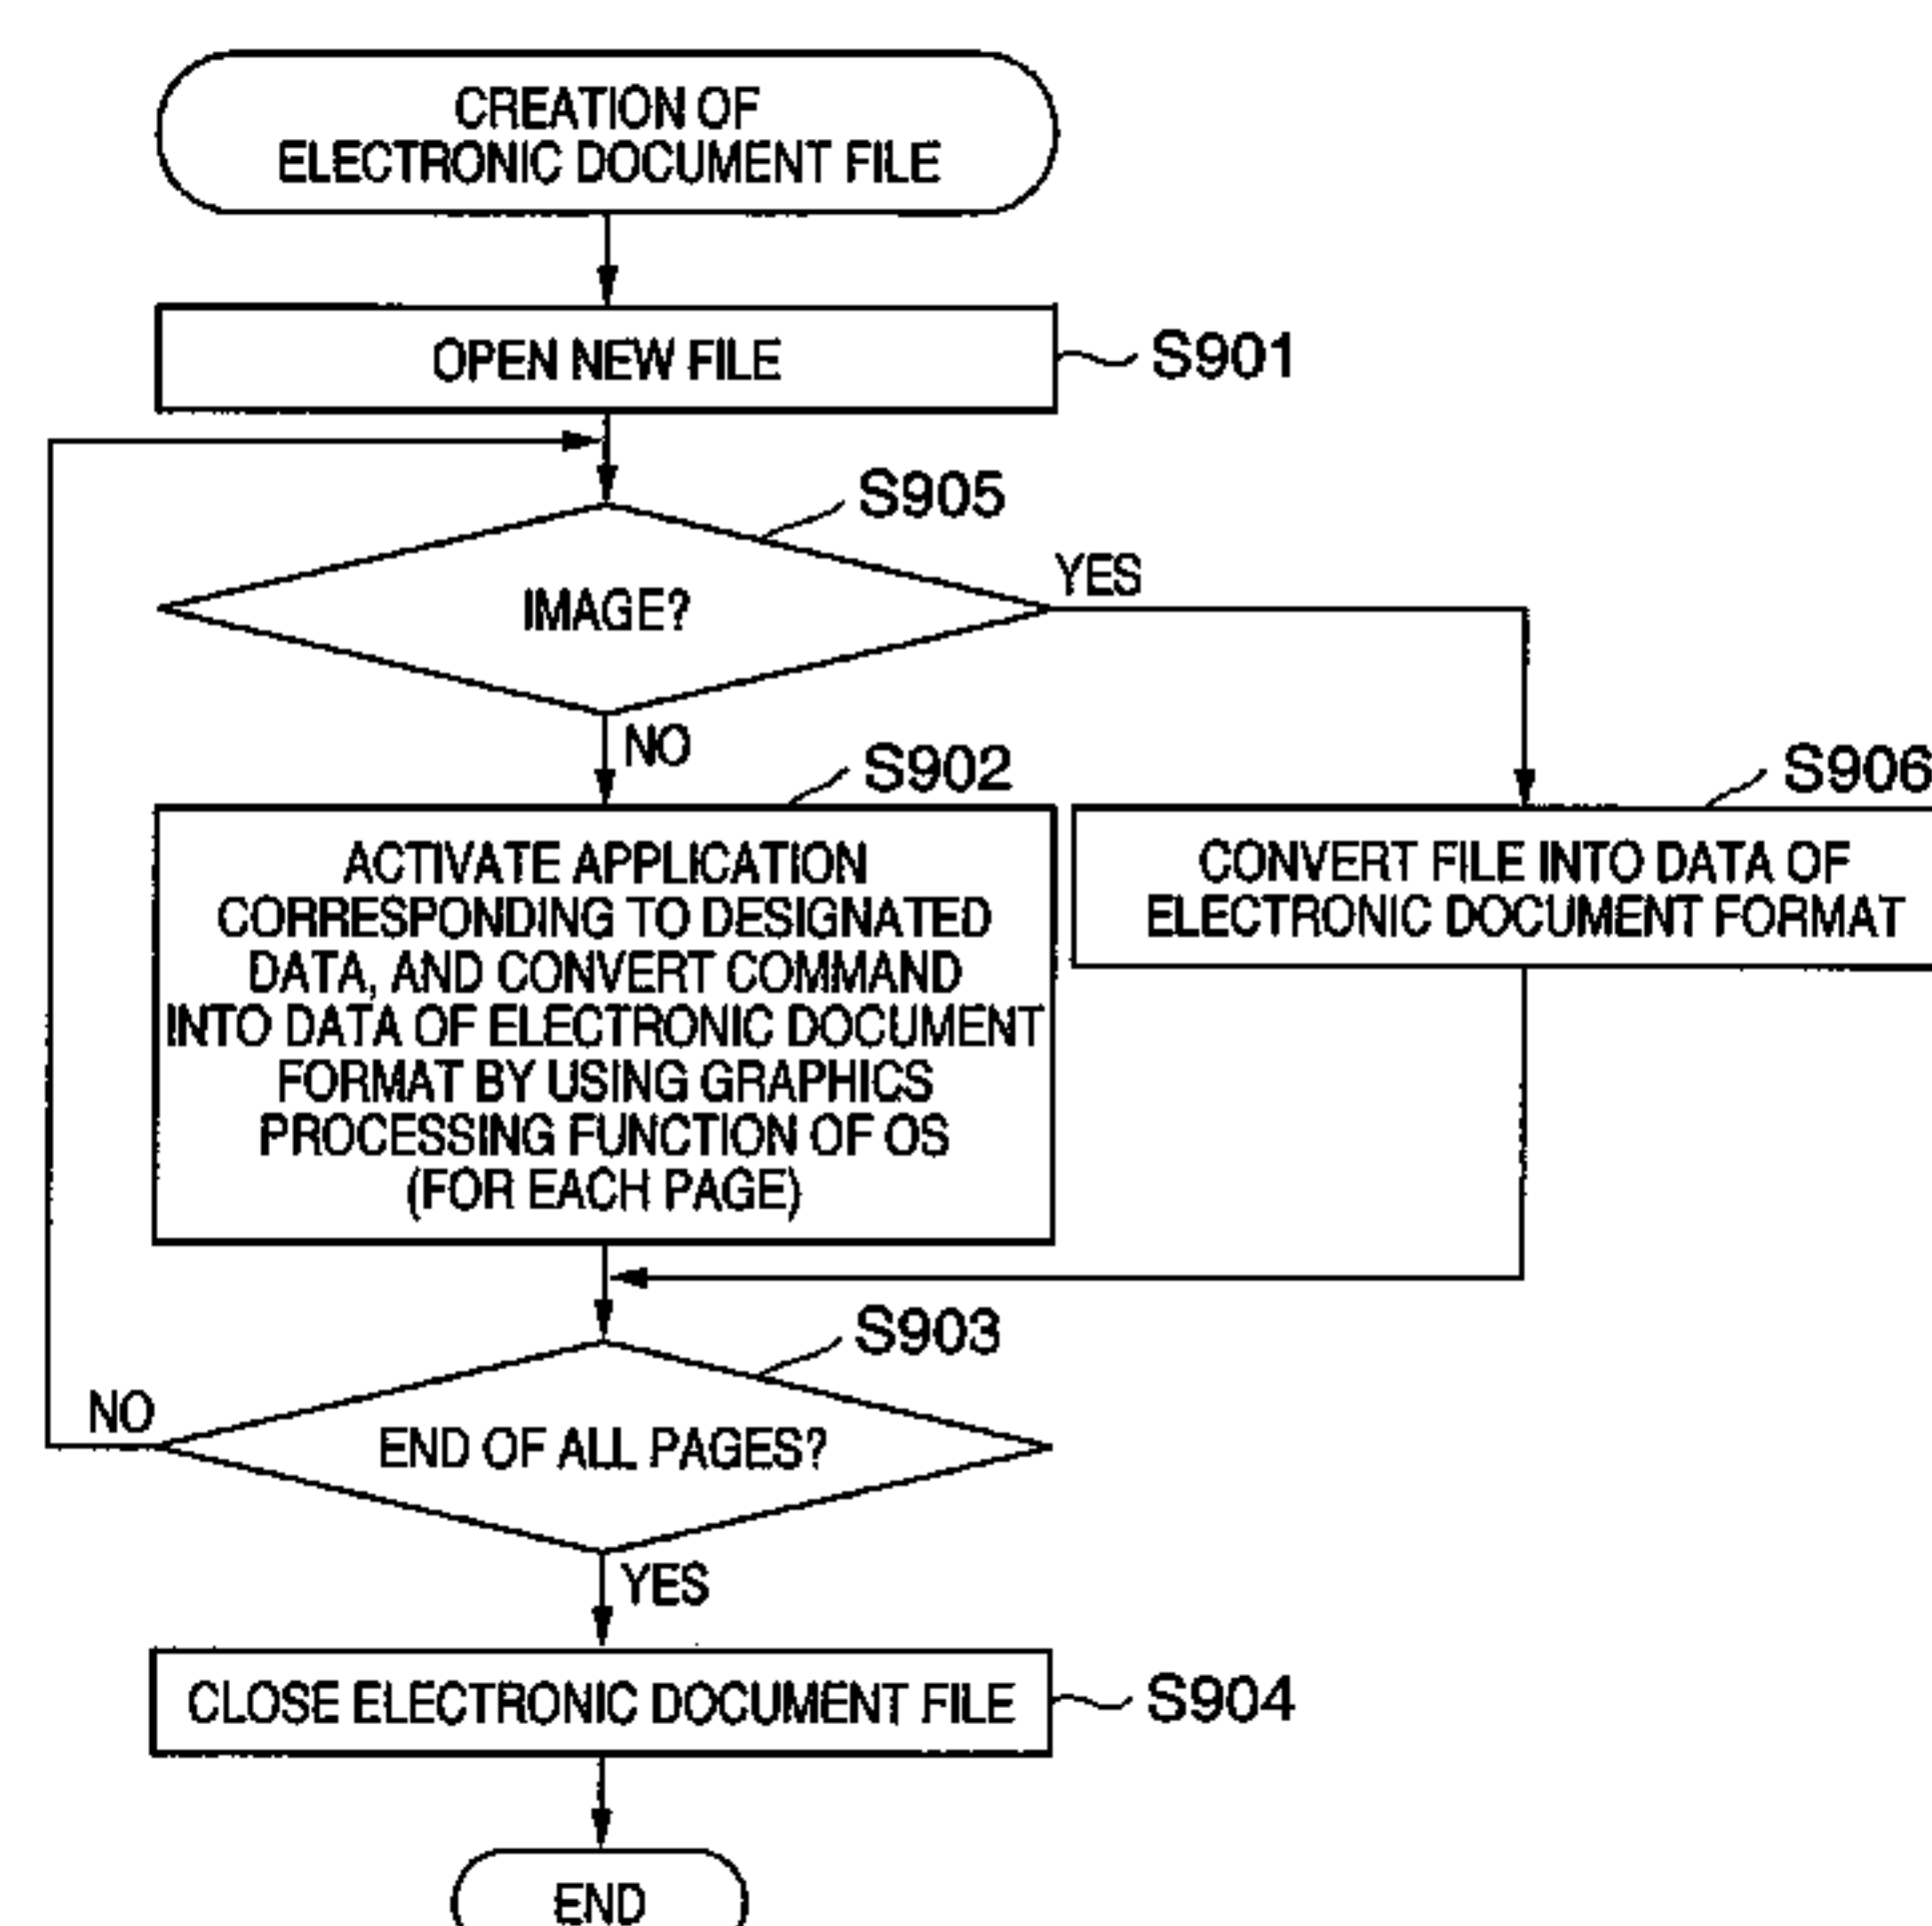 CREATION OF
ELECTRONIC DOCUMENT FILE
OPEN NEW FILE
S901
S905
IMAGE?
YES
NO
S902
ACTIVATE APPLICATION
CORRESPONDING TO DESIGNATED
DATA, AND CONVERT COMMAND
INTO DATA OF ELECTRONIC DOCUMENT
FORMAT BY USING GRAPHICS
PROCESSING FUNCTION OF OS
(FOR EACH PAGE)
S906
CONVERT FILE INTO DATA OF
ELECTRONIC DOCUMENT FORMAT
S903
END OF ALL PAGES?
NO
YES
CLOSE ELECTRONIC DOCUMENT FILE
S904
END